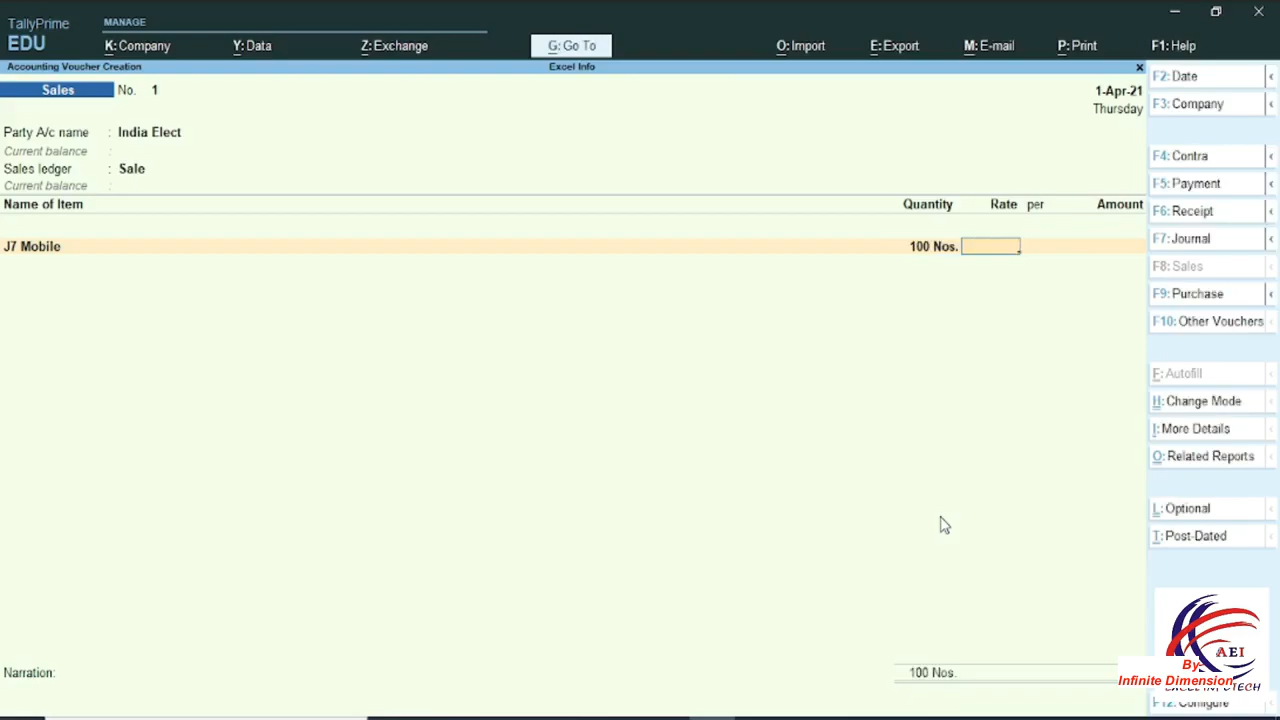 TallyPrime
EDU
MANAGE
K: Company
Y: Data
Z: Exchange
G: Go To
O: Import
E: Export
M: E-mail
P: Print
F1: Help
Accounting Voucher Creation
Excel Info
x
Sales No. 1
1-Apr-21
Thursday
Party A/c name : India Elect
Current balance :
Sales ledger : Sale
Current balance :
Name of Item Quantity Rate per Amount
J7 Mobile 100 Nos.
Narration:
100 Nos.
F2: Date
F3: Company
F4: Contra
F5: Payment
F6: Receipt
F7: Journal
F8: Sales
F9: Purchase
F10: Other Vouchers
F: Autofill
H: Change Mode
I: More Details
O: Related Reports
L: Optional
T: Post-Dated
AEI
By-
Infinite Dimension
EXCEL INFOTECH
F12: Configure